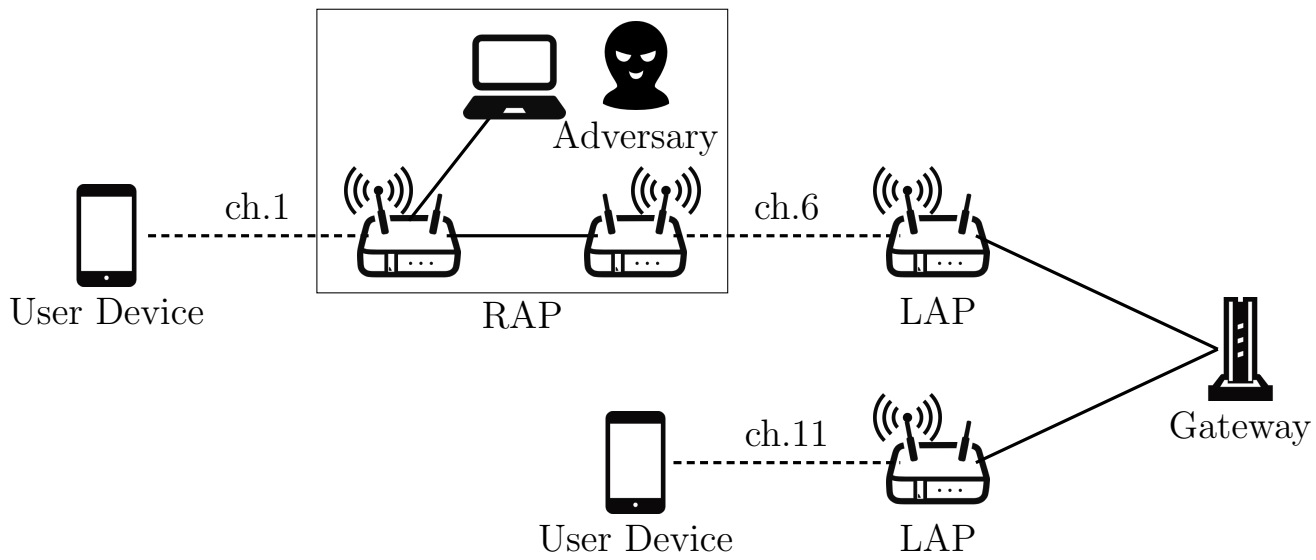 Adversary
ch.1
ch.6
User Device
RAP
LAP
ch.11
Gateway
User Device
LAP